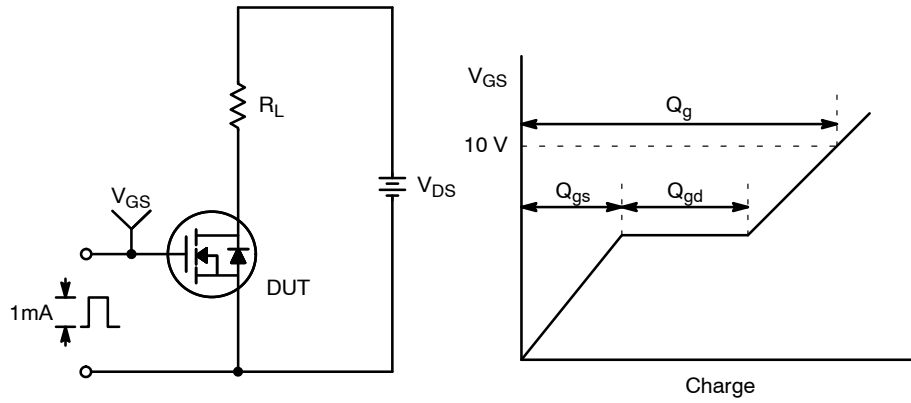 R_L
V_GS
V_DS
DUT
1mA
V_GS
Q_g
10 V
Q_gs
Q_gd
Charge